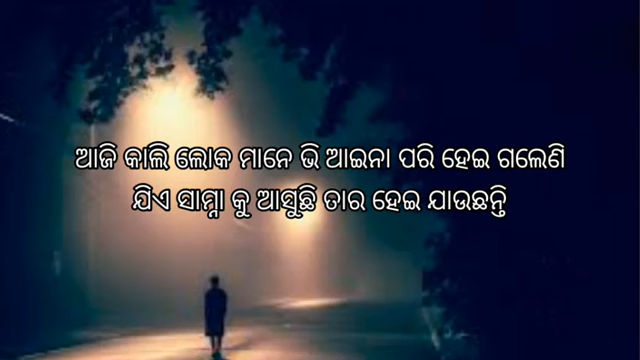 ଆଜି କାଲି ଲୋକ ମାନେ ଭି ଆଇନା ପରି ହେଇ ଗଲେଣି
ଯିଏ ସାମ୍ନା କୁ ଆସୁଛି ତାର ହେଇ ଯାଉଛନ୍ତି